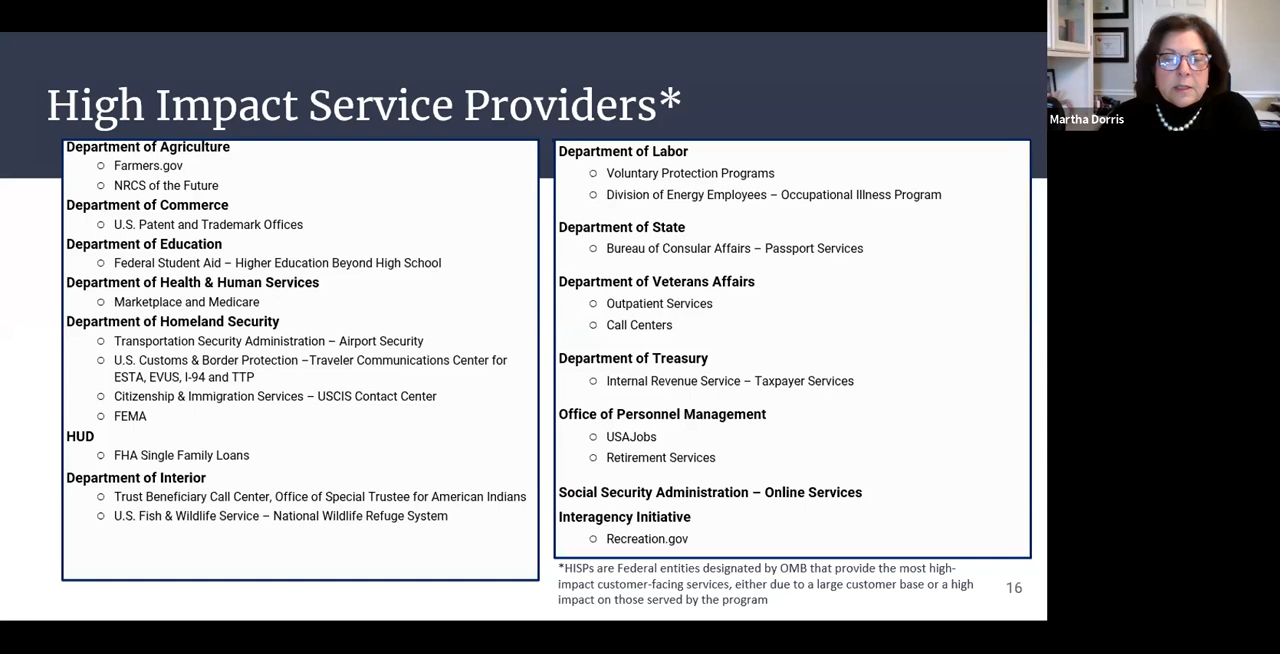 High Impact Service Providers*
Department of Agriculture
○ Farmers.gov
○ NRCS of the Future
Department of Commerce
○ U.S. Patent and Trademark Offices
Department of Education
○ Federal Student Aid – Higher Education Beyond High School
Department of Health & Human Services
○ Marketplace and Medicare
Department of Homeland Security
○ Transportation Security Administration – Airport Security
○ U.S. Customs & Border Protection –Traveler Communications Center for
ESTA, EVUS, I-94 and TTP
○ Citizenship & Immigration Services – USCIS Contact Center
○ FEMA
HUD
○ FHA Single Family Loans
Department of Interior
○ Trust Beneficiary Call Center, Office of Special Trustee for American Indians
○ U.S. Fish & Wildlife Service – National Wildlife Refuge System
Department of Labor
○ Voluntary Protection Programs
○ Division of Energy Employees – Occupational Illness Program
Department of State
○ Bureau of Consular Affairs – Passport Services
Department of Veterans Affairs
○ Outpatient Services
○ Call Centers
Department of Treasury
○ Internal Revenue Service – Taxpayer Services
Office of Personnel Management
○ USAJobs
○ Retirement Services
Social Security Administration – Online Services
Interagency Initiative
○ Recreation.gov
*HISPs are Federal entities designated by OMB that provide the most high-
impact customer-facing services, either due to a large customer base or a high
impact on those served by the program
16
Martha Dorris